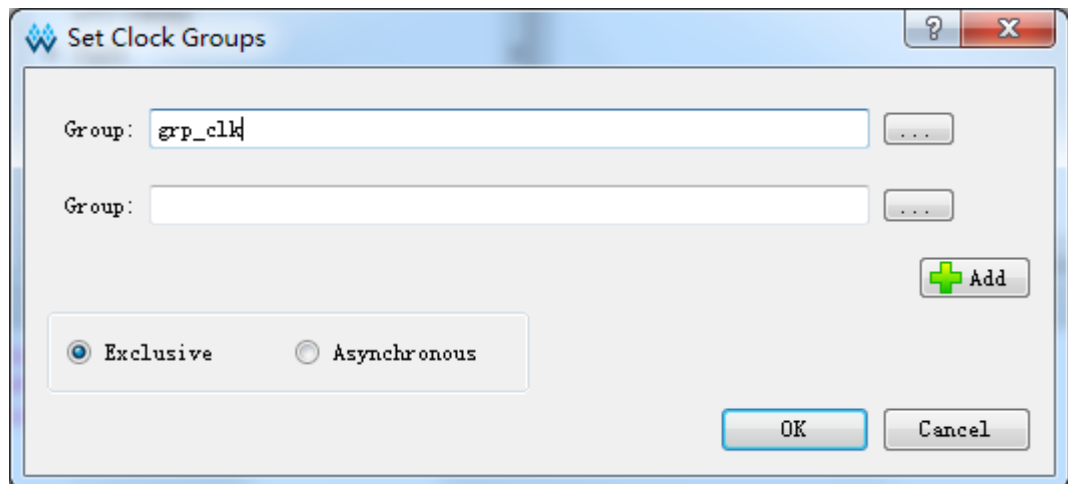 Set Clock Groups
Group: grp_clk ...
Group: ...
Add
Exclusive Asynchronous
OK Cancel